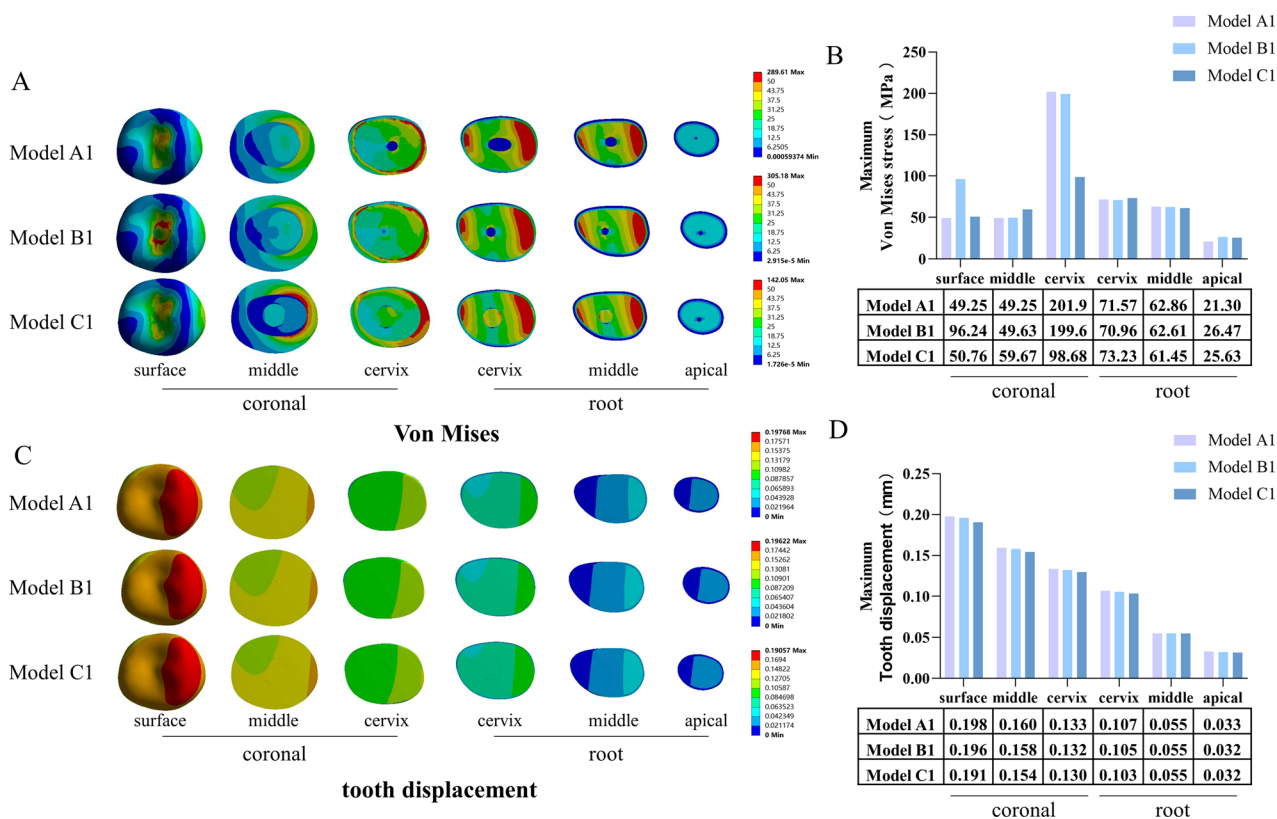 A
Model A1
Model B1
Model C1
surface middle cervix cervix middle apical
coronal root
Von Mises
289.61 Max
50
43.75
37.5
31.25
25
18.75
12.5
6.2505
0.00059374 Min
305.18 Max
50
43.75
37.5
31.25
25
18.75
12.5
6.25
2.915e-5 Min
142.05 Max
50
43.75
37.5
31.25
25
18.75
12.5
6.25
1.726e-5 Min
B
Model A1
Model B1
Model C1
Maximum
Von Mises stress（ MPa ）
250
200
150
100
50
0
surface middle cervix cervix middle apical
Model A1 49.25 49.25 201.9 71.57 62.86 21.30
Model B1 96.24 49.63 199.6 70.96 62.61 26.47
Model C1 50.76 59.67 98.68 73.23 61.45 25.63
coronal root
C
Model A1
Model B1
Model C1
surface middle cervix cervix middle apical
coronal root
tooth displacement
0.19768 Max
0.17571
0.15375
0.13179
0.10982
0.087857
0.065893
0.043928
0.021964
0 Min
0.19622 Max
0.17442
0.15262
0.13081
0.10901
0.087209
0.065407
0.043604
0.021802
0 Min
0.19057 Max
0.1694
0.14822
0.12705
0.10587
0.084698
0.063523
0.042349
0.021174
0 Min
D
Model A1
Model B1
Model C1
Maximum
Tooth displacement（mm）
0.25
0.20
0.15
0.10
0.05
0.00
surface middle cervix cervix middle apical
Model A1 0.198 0.160 0.133 0.107 0.055 0.033
Model B1 0.196 0.158 0.132 0.105 0.055 0.032
Model C1 0.191 0.154 0.130 0.103 0.055 0.032
coronal root